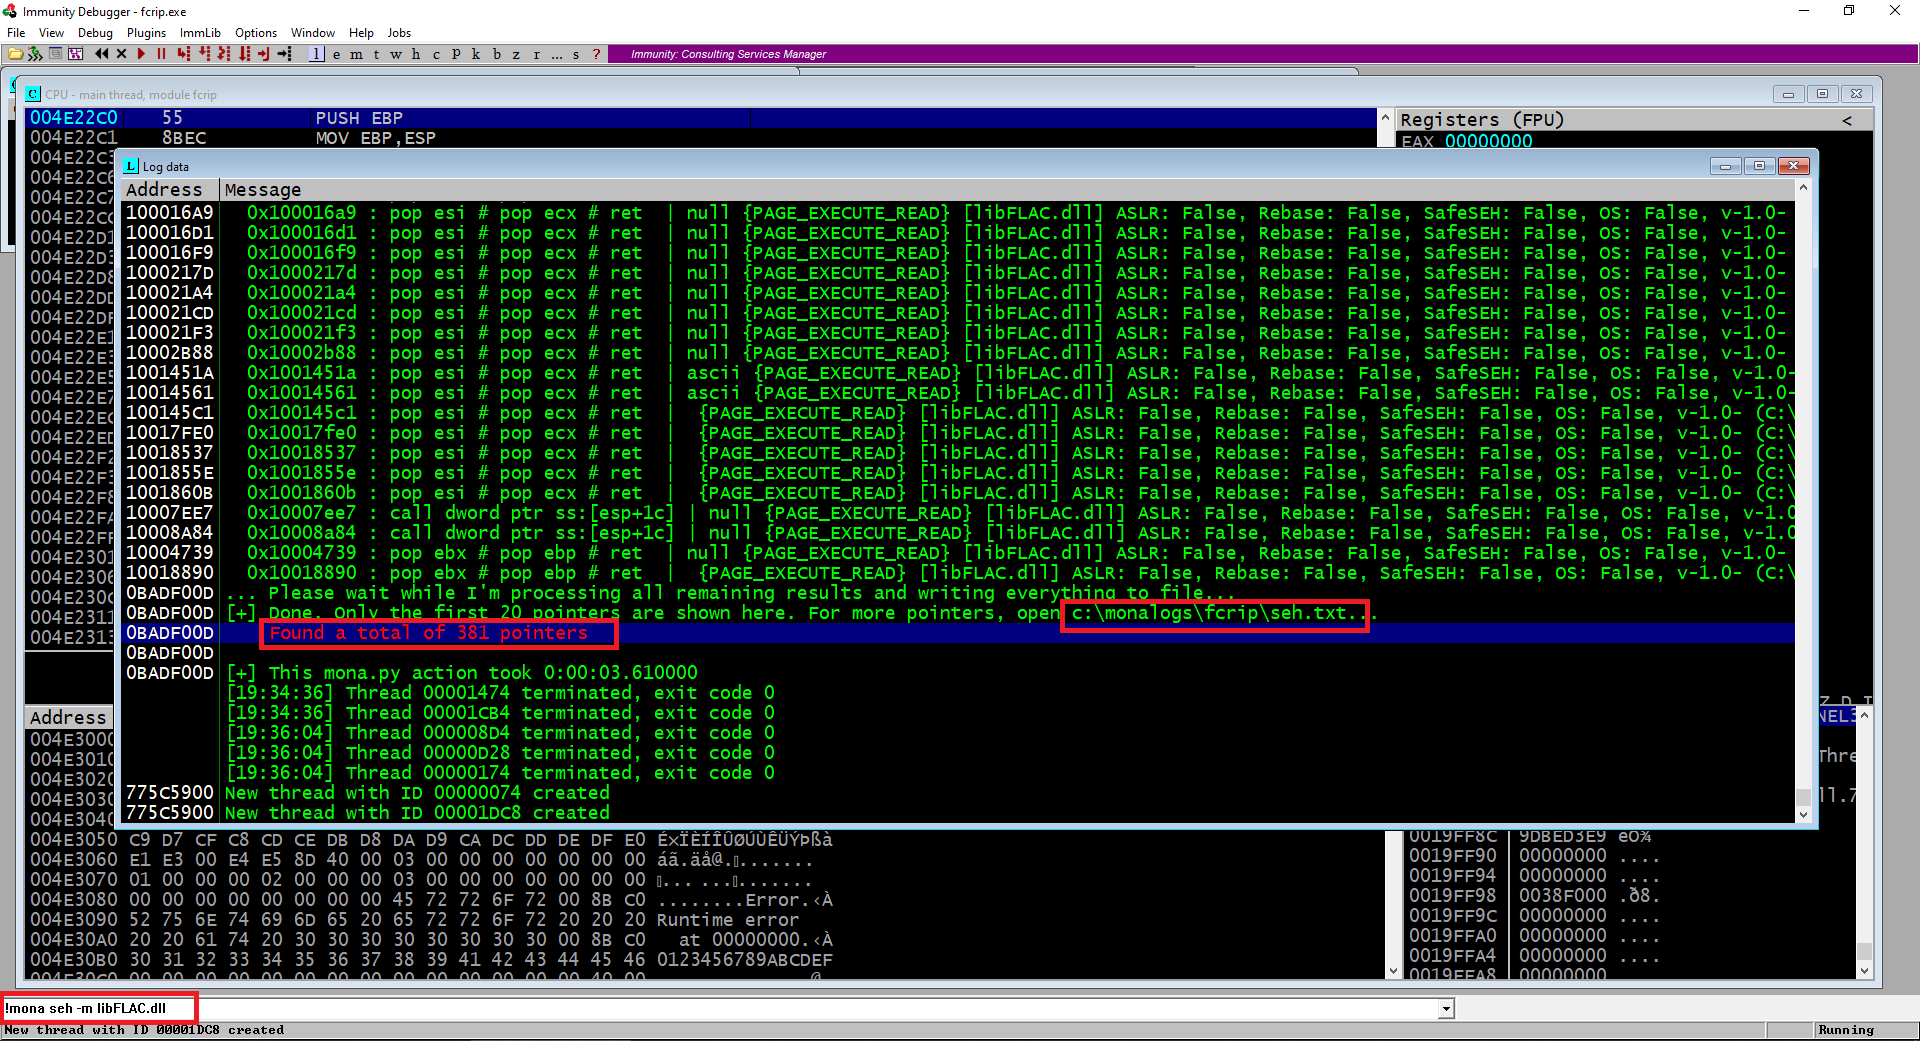 Immunity Debugger - fcrip.exe
File View Debug Plugins ImmLib Options Window Help Jobs
l e m t w h c P k b z r ... s ? Immunity: Consulting Services Manager
CPU - main thread, module fcrip
004E22C0 55 PUSH EBP
004E22C1 8BEC MOV EBP,ESP
Registers (FPU) <
EAX 00000000
Log data
Address Message
100016A9 0x100016a9 : pop esi # pop ecx # ret | null {PAGE_EXECUTE_READ} [libFLAC.dll] ASLR: False, Rebase: False, SafeSEH: False, OS: False, v-1.0-
100016D1 0x100016d1 : pop esi # pop ecx # ret | null {PAGE_EXECUTE_READ} [libFLAC.dll] ASLR: False, Rebase: False, SafeSEH: False, OS: False, v-1.0-
100016F9 0x100016f9 : pop esi # pop ecx # ret | null {PAGE_EXECUTE_READ} [libFLAC.dll] ASLR: False, Rebase: False, SafeSEH: False, OS: False, v-1.0-
1000217D 0x1000217d : pop esi # pop ecx # ret | null {PAGE_EXECUTE_READ} [libFLAC.dll] ASLR: False, Rebase: False, SafeSEH: False, OS: False, v-1.0-
100021A4 0x100021a4 : pop esi # pop ecx # ret | null {PAGE_EXECUTE_READ} [libFLAC.dll] ASLR: False, Rebase: False, SafeSEH: False, OS: False, v-1.0-
100021CD 0x100021cd : pop esi # pop ecx # ret | null {PAGE_EXECUTE_READ} [libFLAC.dll] ASLR: False, Rebase: False, SafeSEH: False, OS: False, v-1.0-
100021F3 0x100021f3 : pop esi # pop ecx # ret | null {PAGE_EXECUTE_READ} [libFLAC.dll] ASLR: False, Rebase: False, SafeSEH: False, OS: False, v-1.0-
10002B88 0x10002b88 : pop esi # pop ecx # ret | null {PAGE_EXECUTE_READ} [libFLAC.dll] ASLR: False, Rebase: False, SafeSEH: False, OS: False, v-1.0-
1001451A 0x1001451a : pop esi # pop ecx # ret | ascii {PAGE_EXECUTE_READ} [libFLAC.dll] ASLR: False, Rebase: False, SafeSEH: False, OS: False, v-1.0-
10014561 0x10014561 : pop esi # pop ecx # ret | ascii {PAGE_EXECUTE_READ} [libFLAC.dll] ASLR: False, Rebase: False, SafeSEH: False, OS: False, v-1.0-
100145C1 0x100145c1 : pop esi # pop ecx # ret | {PAGE_EXECUTE_READ} [libFLAC.dll] ASLR: False, Rebase: False, SafeSEH: False, OS: False, v-1.0- (C:\
10017FE0 0x10017fe0 : pop esi # pop ecx # ret | {PAGE_EXECUTE_READ} [libFLAC.dll] ASLR: False, Rebase: False, SafeSEH: False, OS: False, v-1.0- (C:\
10018537 0x10018537 : pop esi # pop ecx # ret | {PAGE_EXECUTE_READ} [libFLAC.dll] ASLR: False, Rebase: False, SafeSEH: False, OS: False, v-1.0- (C:\
1001855E 0x1001855e : pop esi # pop ecx # ret | {PAGE_EXECUTE_READ} [libFLAC.dll] ASLR: False, Rebase: False, SafeSEH: False, OS: False, v-1.0- (C:\
1001860B 0x1001860b : pop esi # pop ecx # ret | {PAGE_EXECUTE_READ} [libFLAC.dll] ASLR: False, Rebase: False, SafeSEH: False, OS: False, v-1.0- (C:\
10007EE7 0x10007ee7 : call dword ptr ss:[esp+1c] | null {PAGE_EXECUTE_READ} [libFLAC.dll] ASLR: False, Rebase: False, SafeSEH: False, OS: False, v-1.
10008A84 0x10008a84 : call dword ptr ss:[esp+1c] | null {PAGE_EXECUTE_READ} [libFLAC.dll] ASLR: False, Rebase: False, SafeSEH: False, OS: False, v-1.
10004739 0x10004739 : pop ebx # pop ebp # ret | null {PAGE_EXECUTE_READ} [libFLAC.dll] ASLR: False, Rebase: False, SafeSEH: False, OS: False, v-1.0-
10018890 0x10018890 : pop ebx # pop ebp # ret | {PAGE_EXECUTE_READ} [libFLAC.dll] ASLR: False, Rebase: False, SafeSEH: False, OS: False, v-1.0- (C:\
0BADF00D ... Please wait while I'm processing all remaining results and writing everything to file...
0BADF00D [+] Done. Only the first 20 pointers are shown here. For more pointers, open c:\monalogs\fcrip\seh.txt...
0BADF00D Found a total of 381 pointers
0BADF00D
0BADF00D [+] This mona.py action took 0:00:03.610000
[19:34:36] Thread 00001474 terminated, exit code 0
[19:34:36] Thread 00001CB4 terminated, exit code 0
[19:36:04] Thread 000008D4 terminated, exit code 0
[19:36:04] Thread 00000D28 terminated, exit code 0
[19:36:04] Thread 00000174 terminated, exit code 0
775C5900 New thread with ID 00000074 created
775C5900 New thread with ID 00001DC8 created
Address
004E3050 C9 D7 CF C8 CD CE DB D8 DA D9 CA DC DD DE DF E0 É×ÏÈÍÎÛØÚÙÊÜÝÞßà
004E3060 E1 E3 00 E4 E5 8D 40 00 03 00 00 00 00 00 00 00 áã.äå@........
004E3070 01 00 00 00 02 00 00 00 03 00 00 00 00 00 00 00
004E3080 00 00 00 00 00 00 00 00 45 72 72 6F 72 00 8B C0 ........Error.‹À
004E3090 52 75 6E 74 69 6D 65 20 65 72 72 6F 72 20 20 20 Runtime error
004E30A0 20 20 61 74 20 30 30 30 30 30 30 30 30 00 8B C0 at 00000000.‹À
004E30B0 30 31 32 33 34 35 36 37 38 39 41 42 43 44 45 46 0123456789ABCDEF
0019FF8C 9DBED3E9 éÓ¾
0019FF90 00000000 ....
0019FF94 00000000 ....
0019FF98 0038F000 .ð8.
0019FF9C 00000000 ....
0019FFA0 00000000 ....
0019FFA4 00000000 ....
0019FFA8 00000000
!mona seh -m libFLAC.dll
New thread with ID 00001DC8 created Running